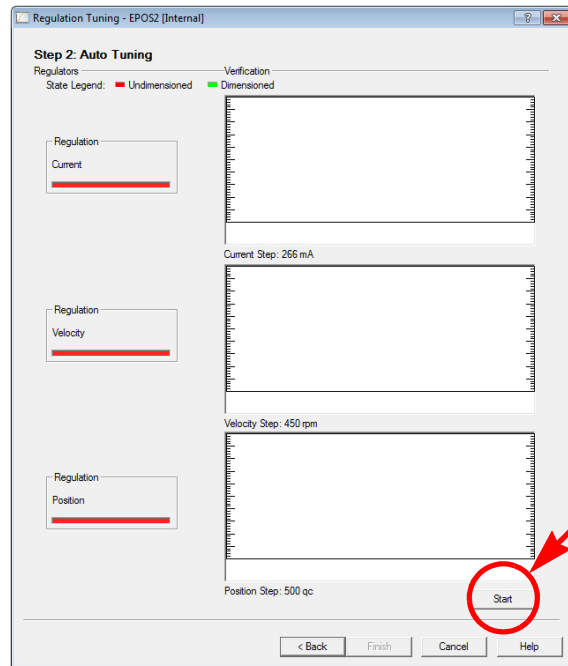 Regulation Tuning - EPOS2 [Internal]
Step 2: Auto Tuning
Regulators
Verification
State Legend: Undimensioned Dimensioned
Regulation
Current
Current Step: 266 mA
Regulation
Velocity
Velocity Step: 450 rpm
Regulation
Position
Position Step: 500 qc
Start
< Back Finish Cancel Help